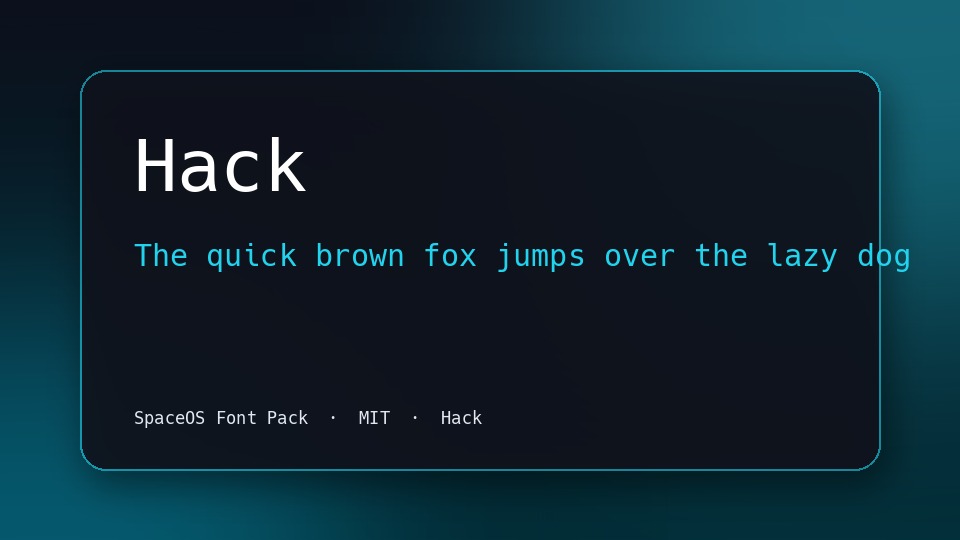 Hack
The quick brown fox jumps over the lazy dog
SpaceOS Font Pack · MIT · Hack